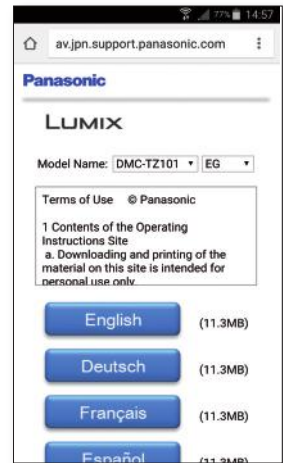 77% 14:57
av.jpn.support.panasonic.com
Panasonic
LUMIX
Model Name: DMC-TZ101 EG
Terms of Use © Panasonic
1 Contents of the Operating
Instructions Site
a. Downloading and printing of the
material on this site is intended for
personal use only
English (11.3MB)
Deutsch (11.3MB)
Français (11.3MB)
Español (11.3MB)